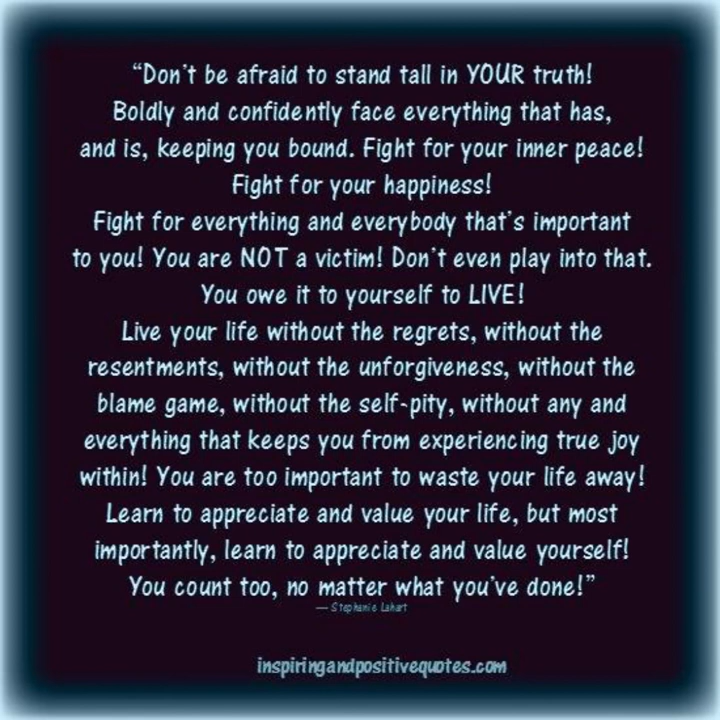 “Don’t be afraid to stand tall in YOUR truth!
Boldly and confidently face everything that has,
and is, keeping you bound. Fight for your inner peace!
Fight for your happiness!
Fight for everything and everybody that’s important
to you! You are NOT a victim! Don’t even play into that.
You owe it to yourself to LIVE!
Live your life without the regrets, without the
resentments, without the unforgiveness, without the
blame game, without the self-pity, without any and
everything that keeps you from experiencing true joy
within! You are too important to waste your life away!
Learn to appreciate and value your life, but most
importantly, learn to appreciate and value yourself!
You count too, no matter what you’ve done!”
— Stephanie Lahart
inspiringandpositivequotes.com